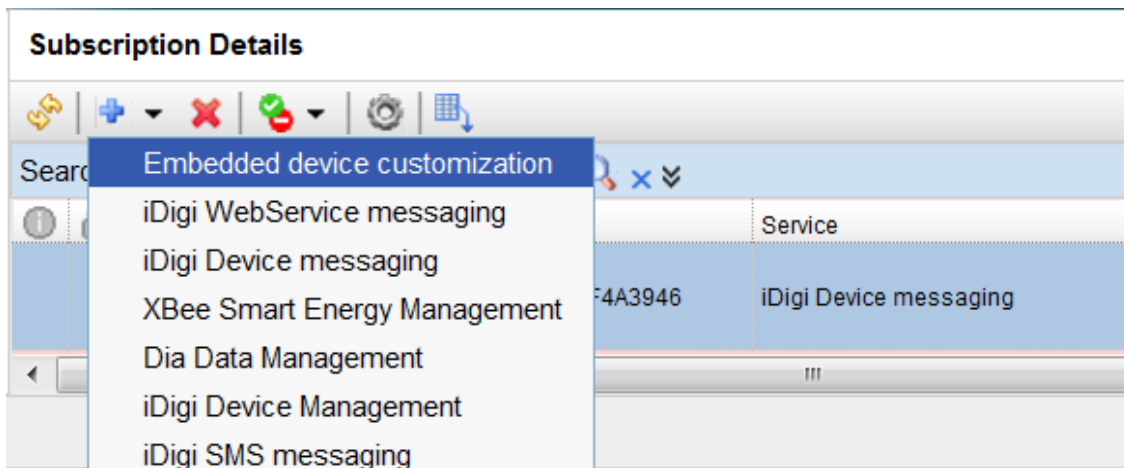 Subscription Details
Embedded device customization
iDigi WebService messaging
iDigi Device messaging
XBee Smart Energy Management
Dia Data Management
iDigi Device Management
iDigi SMS messaging
Service
F4A3946 iDigi Device messaging